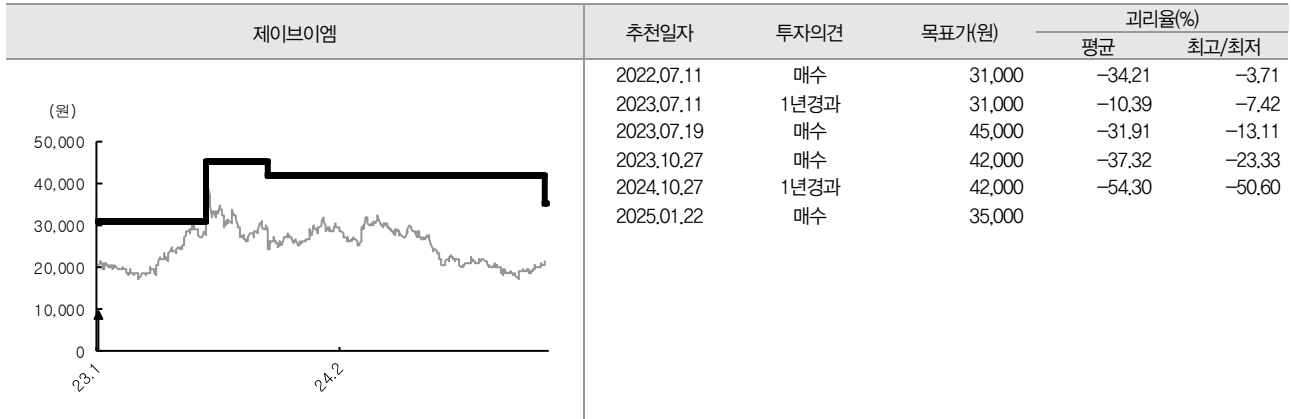 제이브이엠
(원)
50,000
40,000
30,000
20,000
10,000
0
23.1
24.2
추천일자 투자의견 목표가(원) 괴리율(%)
평균 최고/최저
2022.07.11 매수 31,000 -34.21 -3.71
2023.07.11 1년경과 31,000 -10.39 -7.42
2023.07.19 매수 45,000 -31.91 -13.11
2023.10.27 매수 42,000 -37.32 -23.33
2024.10.27 1년경과 42,000 -54.30 -50.60
2025.01.22 매수 35,000